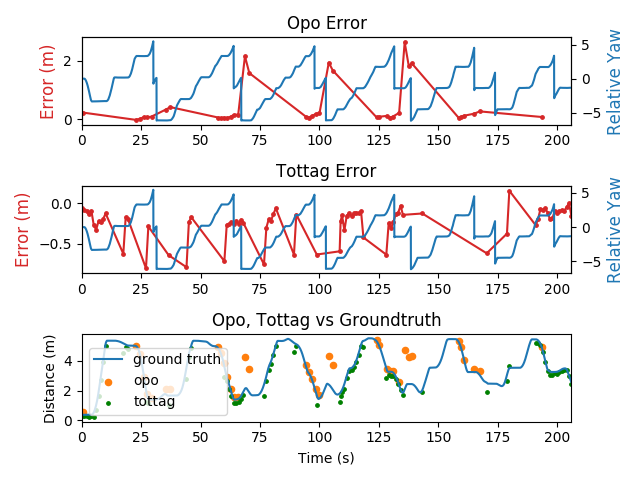 Opo Error
Error (m)
2
0
5
0
−5
Relative Yaw
0 25 50 75 100 125 150 175 200
Tottag Error
Error (m)
0.0
−0.5
5
0
−5
Relative Yaw
0 25 50 75 100 125 150 175 200
Time (s)
Opo, Tottag vs Groundtruth
Distance (m)
4
2
0
ground truth
opo
tottag
0 25 50 75 100 125 150 175 200
Time (s)